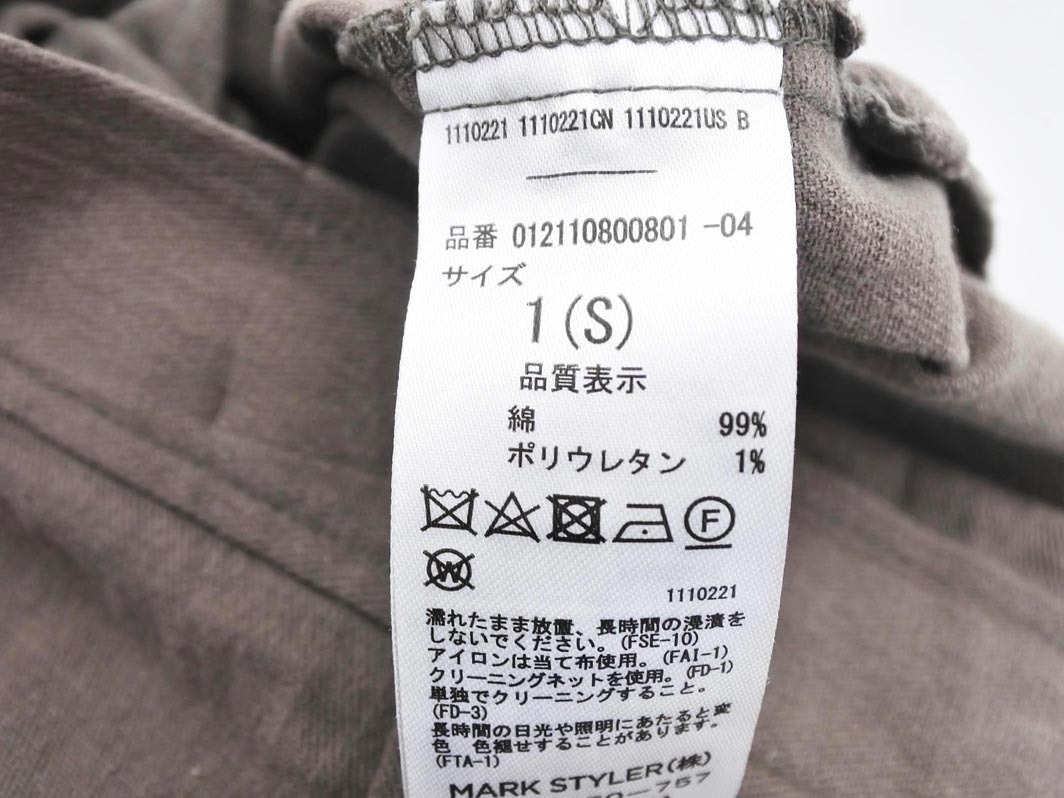 1110221 1110221CN 1110221US B
品番 012110800801 -04
サイズ
1(S)
品質表示
綿 99%
ポリウレタン 1%
F
W
1110221
濡れたまま放置、長時間の浸漬を
しないでください。(FSE-10)
アイロンは当て布使用。(FAI-1)
クリーニングネットを使用。(FD-1)
単独でクリーニングすること。
(FD-3)
長時間の日光や照明にあたると変
色 色褪せすることがあります。
(FTA-1)
MARK STYLER(株)